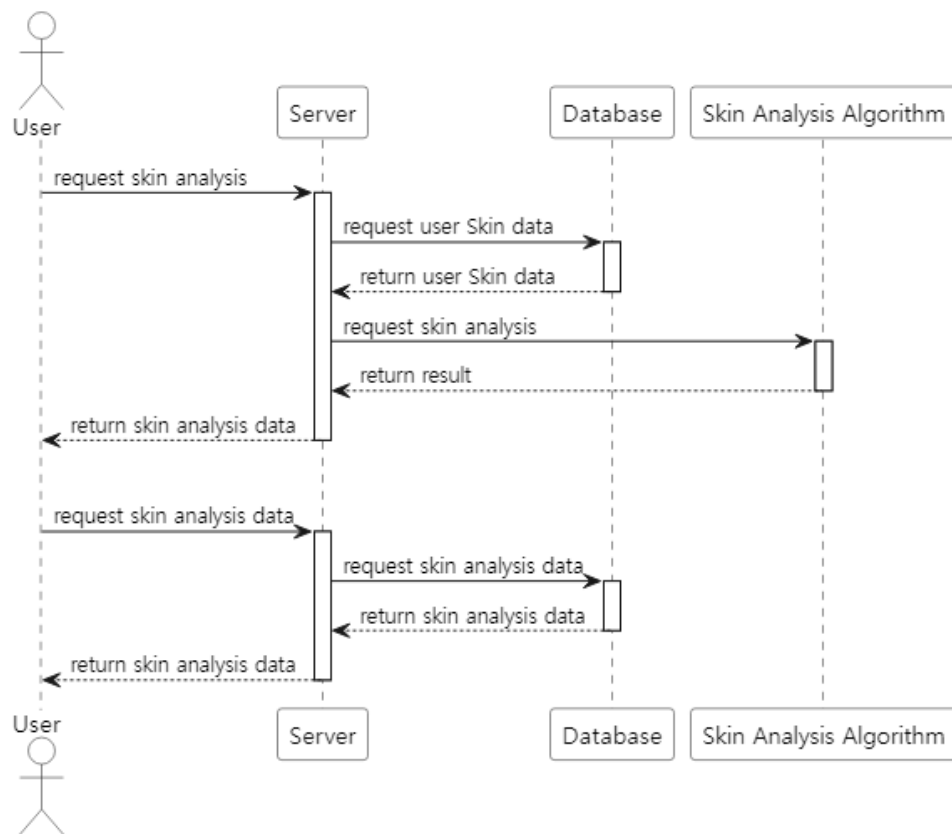 User
Server
Database
Skin Analysis Algorithm
request skin analysis
request user Skin data
return user Skin data
request skin analysis
return result
return skin analysis data
request skin analysis data
request skin analysis data
return skin analysis data
return skin analysis data
User
Server
Database
Skin Analysis Algorithm